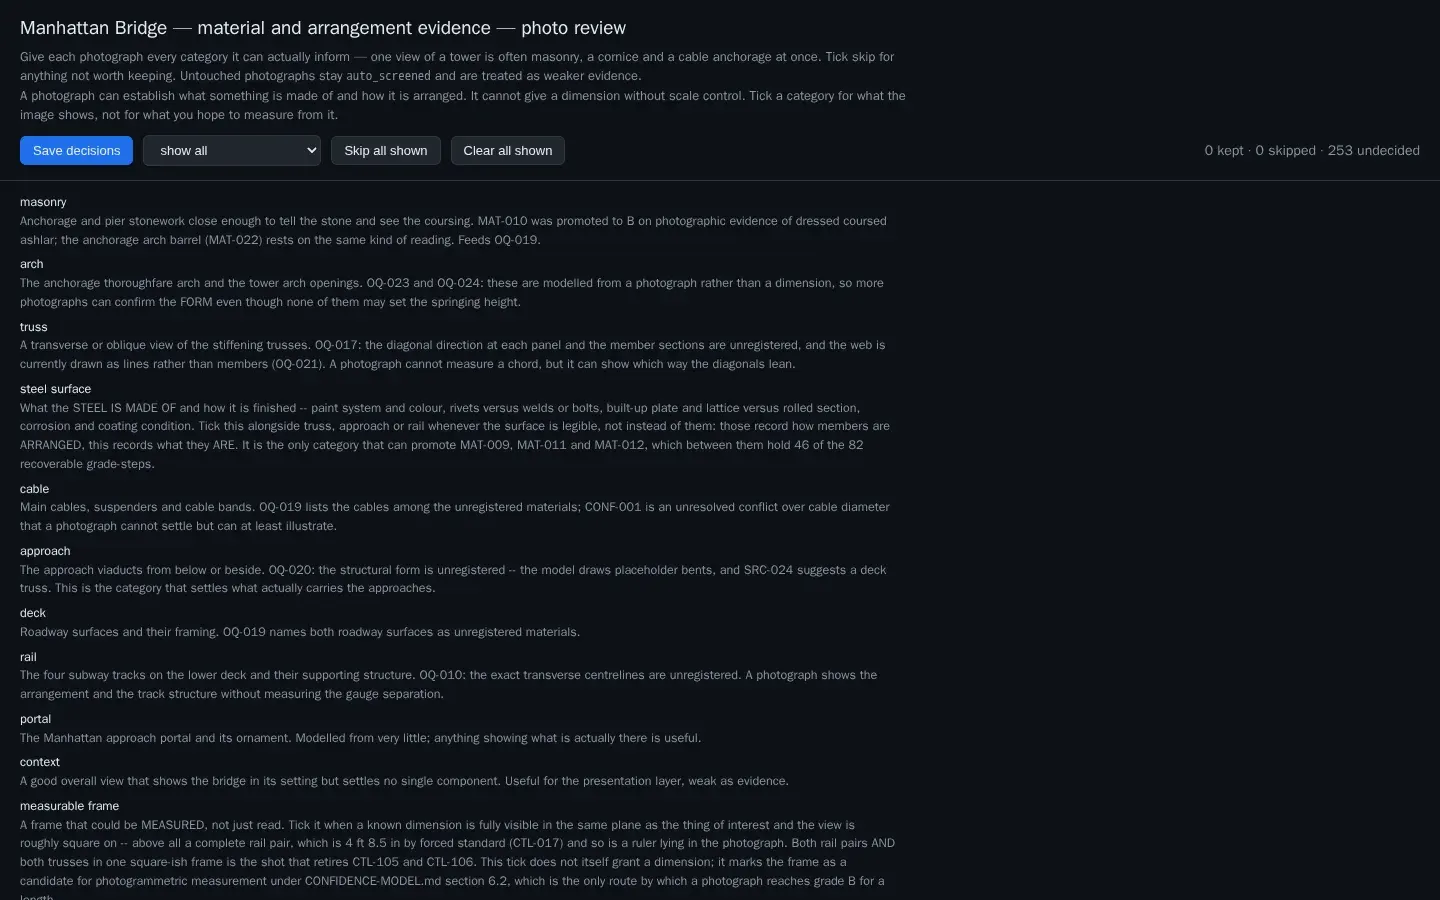 Manhattan Bridge — material and arrangement evidence — photo review
Give each photograph every category it can actually inform — one view of a tower is often masonry, a cornice and a cable anchorage at once. Tick skip for
anything not worth keeping. Untouched photographs stay auto_screened and are treated as weaker evidence.
A photograph can establish what something is made of and how it is arranged. It cannot give a dimension without scale control. Tick a category for what the
image shows, not for what you hope to measure from it.
Save decisions
show all
Skip all shown
Clear all shown
0 kept · 0 skipped · 253 undecided
masonry
Anchorage and pier stonework close enough to tell the stone and see the coursing. MAT-010 was promoted to B on photographic evidence of dressed coursed
ashlar; the anchorage arch barrel (MAT-022) rests on the same kind of reading. Feeds OQ-019.
arch
The anchorage thoroughfare arch and the tower arch openings. OQ-023 and OQ-024: these are modelled from a photograph rather than a dimension, so more
photographs can confirm the FORM even though none of them may set the springing height.
truss
A transverse or oblique view of the stiffening trusses. OQ-017: the diagonal direction at each panel and the member sections are unregistered, and the web is
currently drawn as lines rather than members (OQ-021). A photograph cannot measure a chord, but it can show which way the diagonals lean.
steel surface
What the STEEL IS MADE OF and how it is finished -- paint system and colour, rivets versus welds or bolts, built-up plate and lattice versus rolled section,
corrosion and coating condition. Tick this alongside truss, approach or rail whenever the surface is legible, not instead of them: those record how members are
ARRANGED, this records what they ARE. It is the only category that can promote MAT-009, MAT-011 and MAT-012, which between them hold 46 of the 82
recoverable grade-steps.
cable
Main cables, suspenders and cable bands. OQ-019 lists the cables among the unregistered materials; CONF-001 is an unresolved conflict over cable diameter
that a photograph cannot settle but can at least illustrate.
approach
The approach viaducts from below or beside. OQ-020: the structural form is unregistered -- the model draws placeholder bents, and SRC-024 suggests a deck
truss. This is the category that settles what actually carries the approaches.
deck
Roadway surfaces and their framing. OQ-019 names both roadway surfaces as unregistered materials.
rail
The four subway tracks on the lower deck and their supporting structure. OQ-010: the exact transverse centrelines are unregistered. A photograph shows the
arrangement and the track structure without measuring the gauge separation.
portal
The Manhattan approach portal and its ornament. Modelled from very little; anything showing what is actually there is useful.
context
A good overall view that shows the bridge in its setting but settles no single component. Useful for the presentation layer, weak as evidence.
measurable frame
A frame that could be MEASURED, not just read. Tick it when a known dimension is fully visible in the same plane as the thing of interest and the view is
roughly square on -- above all a complete rail pair, which is 4 ft 8.5 in by forced standard (CTL-017) and so is a ruler lying in the photograph. Both rail pairs AND
both trusses in one square-ish frame is the shot that retires CTL-105 and CTL-106. This tick does not itself grant a dimension; it marks the frame as a
candidate for photogrammetric measurement under CONFIDENCE-MODEL.md section 6.2, which is the only route by which a photograph reaches grade B for a